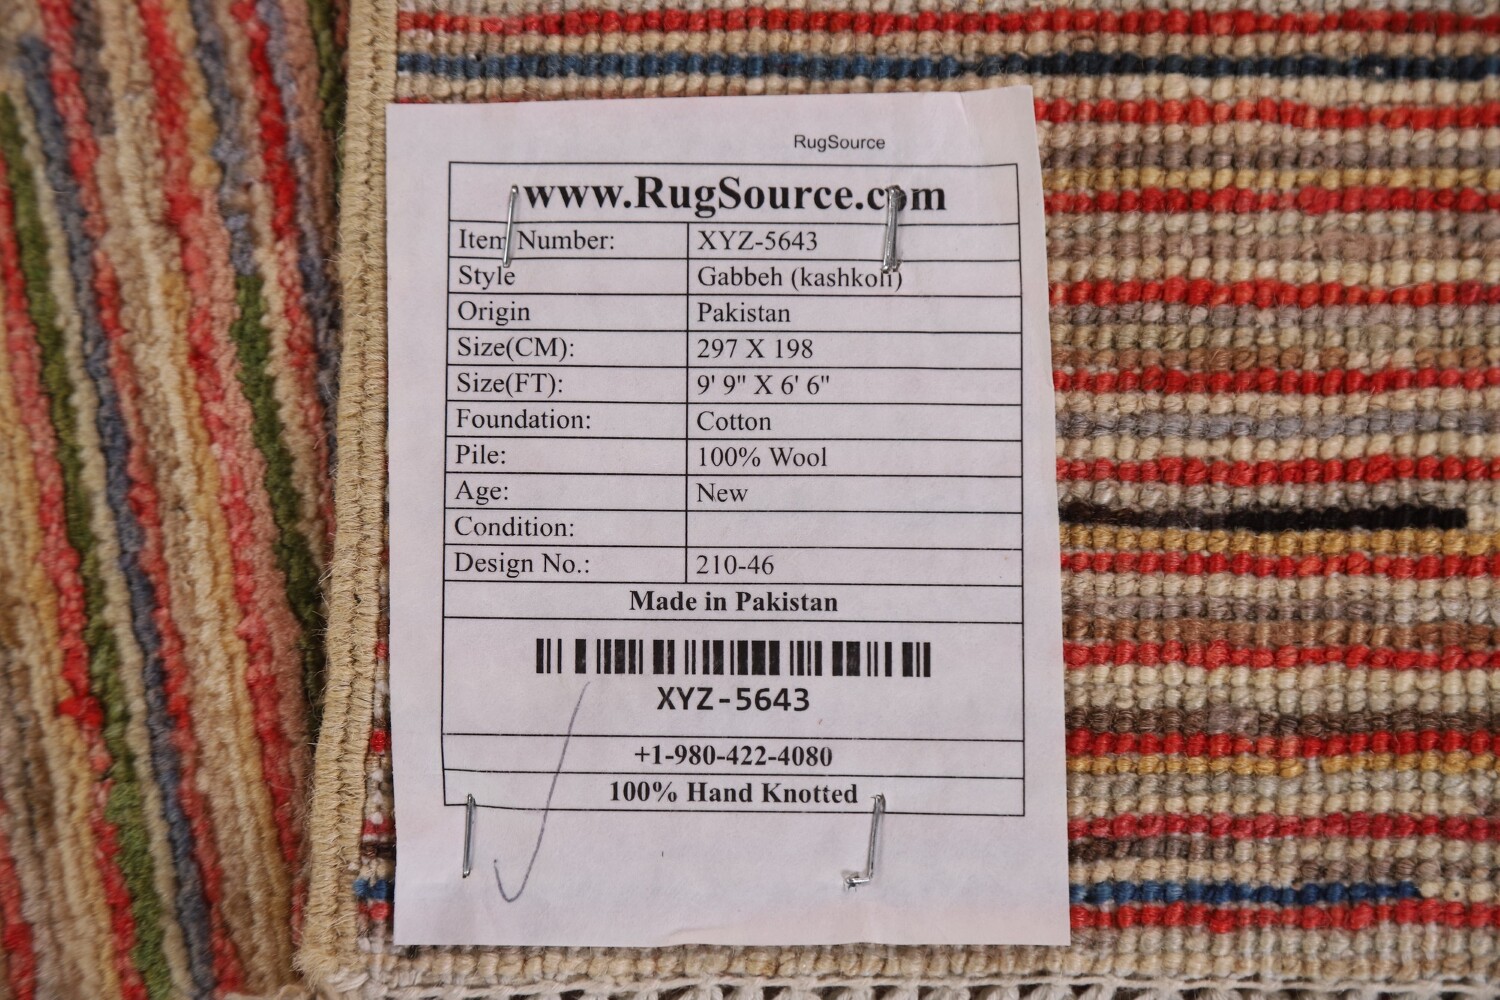 RugSource
www.RugSource.com
Item Number: XYZ-5643
Style Gabbeh (kashkoli)
Origin Pakistan
Size(CM): 297 X 198
Size(FT): 9' 9" X 6' 6"
Foundation: Cotton
Pile: 100% Wool
Age: New
Condition:
Design No.: 210-46
Made in Pakistan
XYZ-5643
+1-980-422-4080
100% Hand Knotted